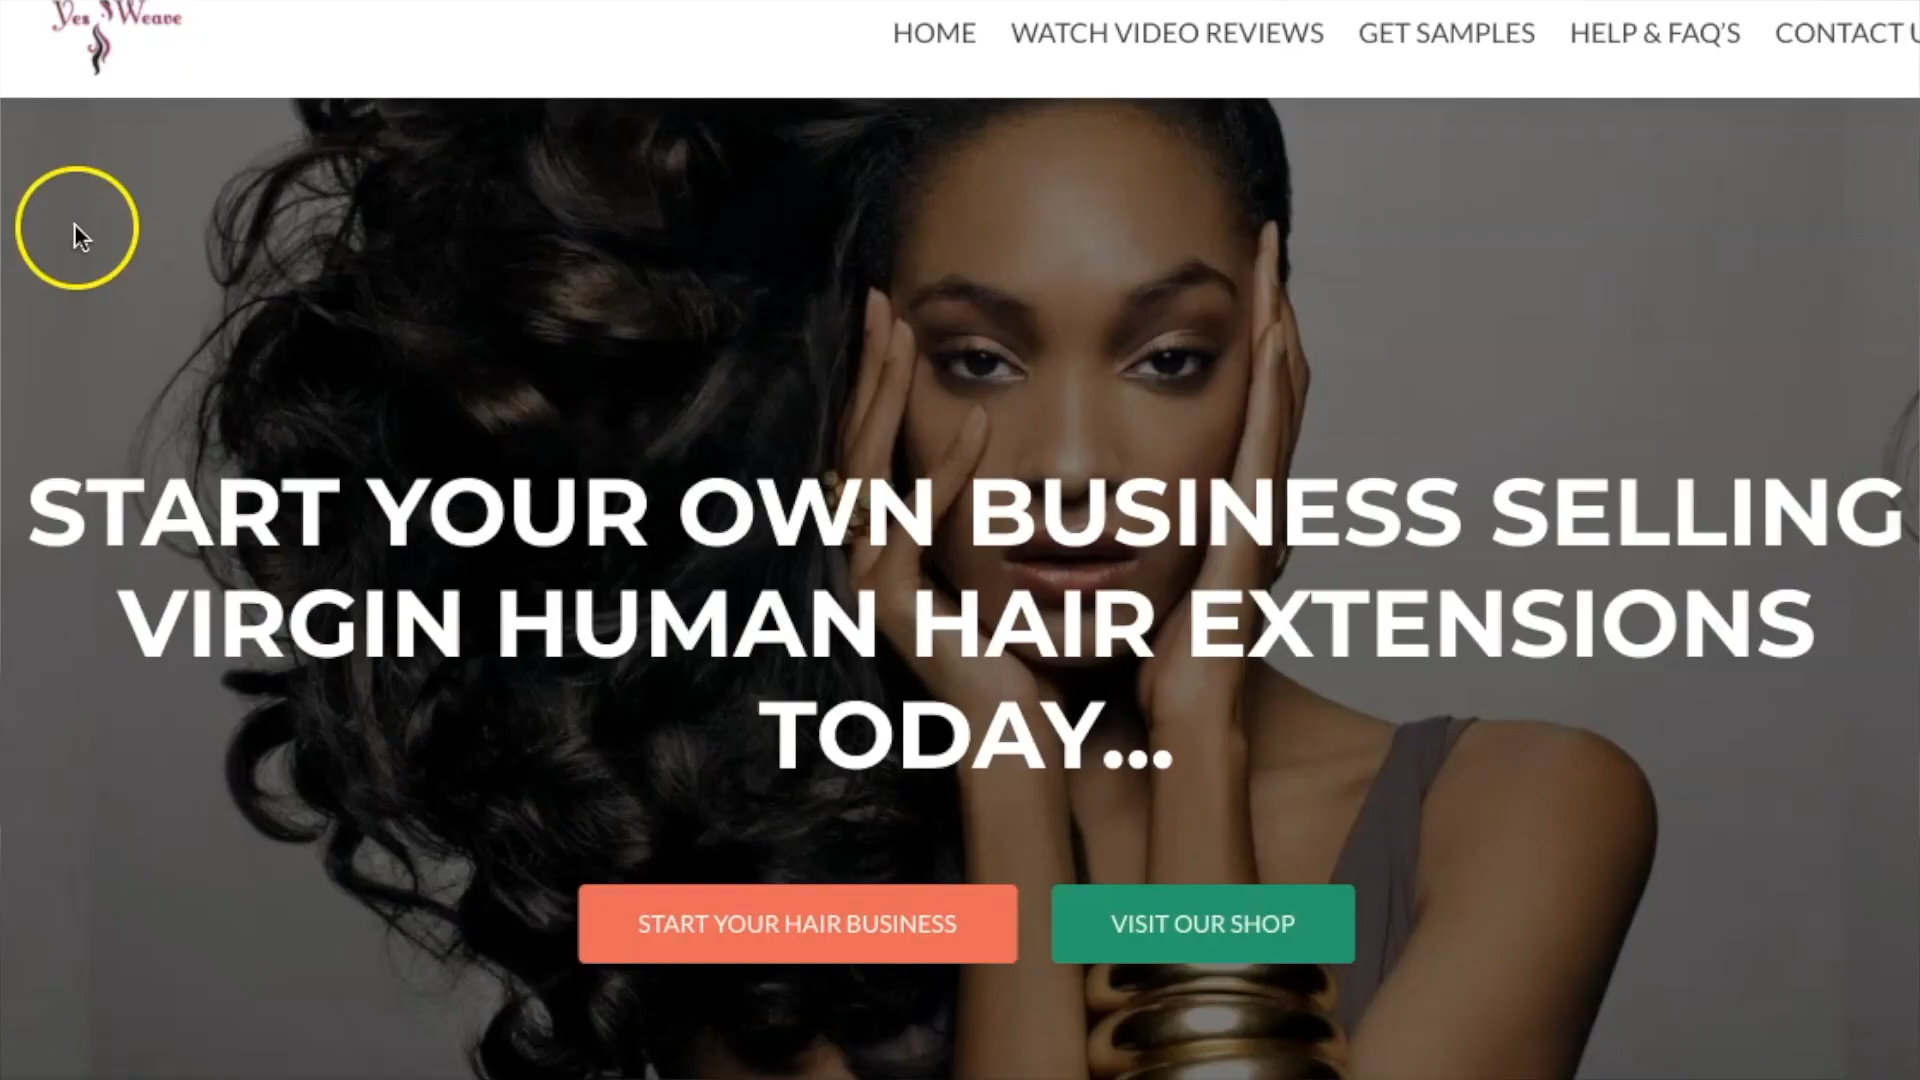 Yes Weave
HOME WATCH VIDEO REVIEWS GET SAMPLES HELP & FAQ'S CONTACT U
START YOUR OWN BUSINESS SELLING
VIRGIN HUMAN HAIR EXTENSIONS
TODAY...
START YOUR HAIR BUSINESS VISIT OUR SHOP